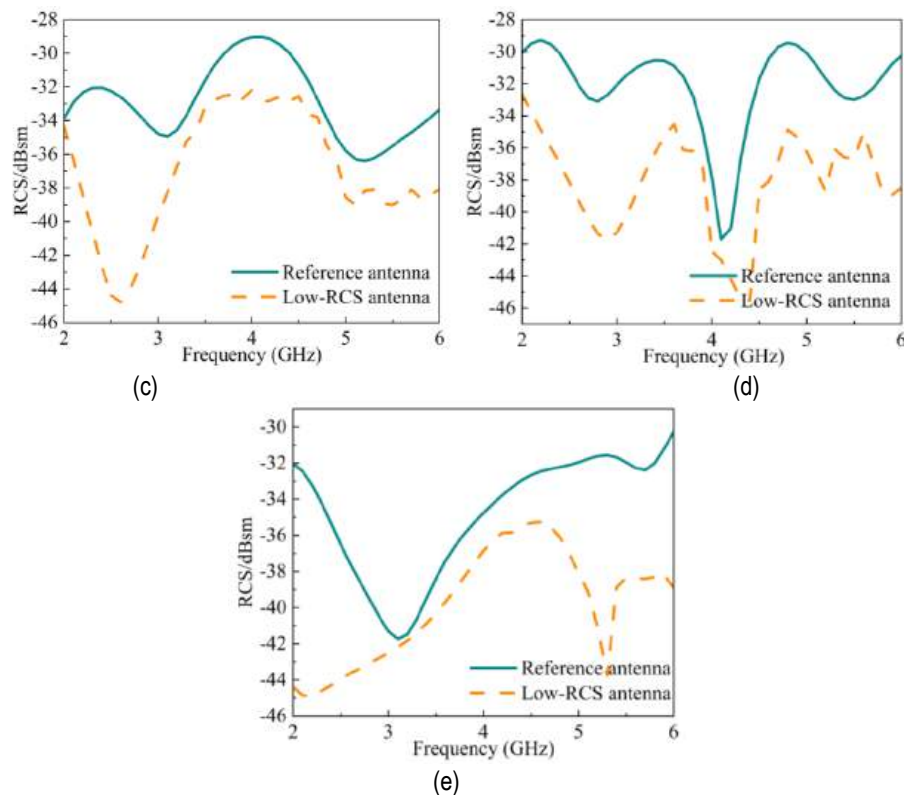 -28
-30
-32
-34
-36
-38
-40
-42
-44
-46
RCS/dBsm
Reference antenna
Low-RCS antenna
2 3 4 5 6
Frequency (GHz)
(c)
-28
-30
-32
-34
-36
-38
-40
-42
-44
-46
RCS/dBsm
Reference antenna
Low-RCS antenna
2 3 4 5 6
Frequency (GHz)
(d)
-30
-32
-34
-36
-38
-40
-42
-44
-46
RCS/dBsm
Reference antenna
Low-RCS antenna
2 3 4 5 6
Frequency (GHz)
(e)